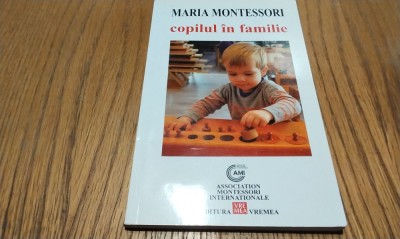 MARIA MONTESSORI
copilul în familie
AMI
ASSOCIATION
MONTESSORI
INTERNATIONALE
EDITURA VREMEA